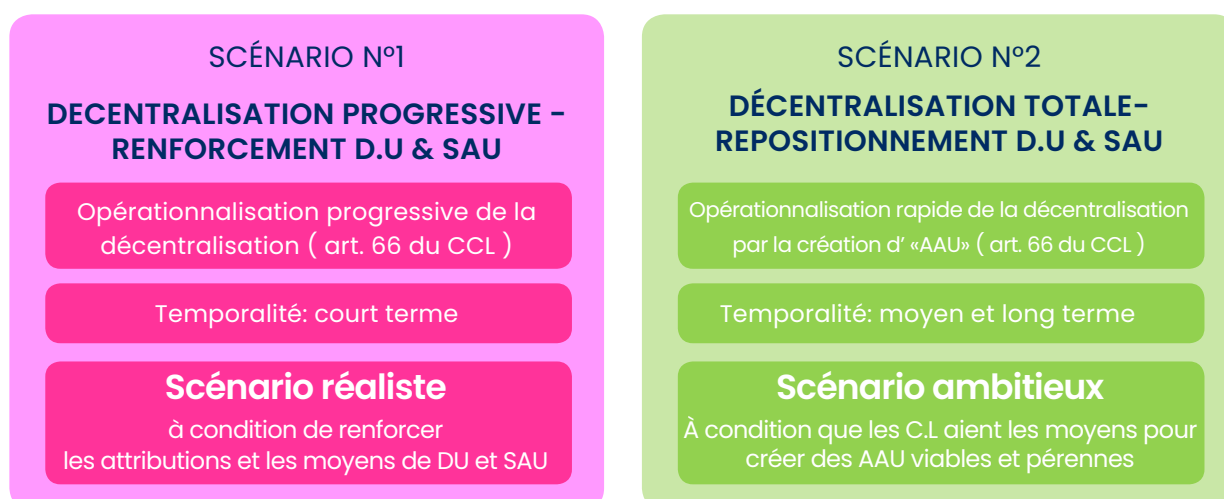 SCÉNARIO N°1
DECENTRALISATION PROGRESSIVE -
RENFORCEMENT D.U & SAU
Opérationnalisation progressive de la
décentralisation ( art. 66 du CCL )
Temporalité: court terme
Scénario réaliste
à condition de renforcer
les attributions et les moyens de DU et SAU
SCÉNARIO N°2
DÉCENTRALISATION TOTALE-
REPOSITIONNEMENT D.U & SAU
Opérationnalisation rapide de la décentralisation
par la création d’ «AAU» ( art. 66 du CCL )
Temporalité: moyen et long terme
Scénario ambitieux
À condition que les C.L aient les moyens pour
créer des AAU viables et pérennes